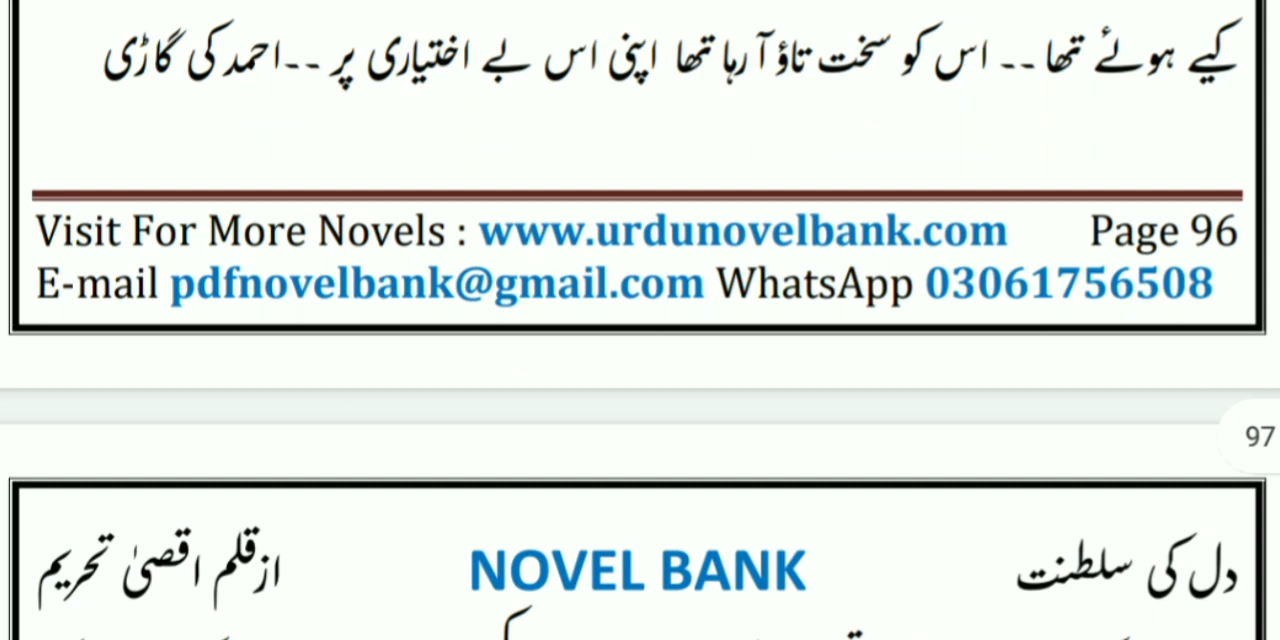 کیے ہوئے تھا -- اس کو سخت تاؤ آ رہا تھا اپنی اس بے اختیاری پر --احمد کی گاڑی
Visit For More Novels : www.urdunovelbank.com Page 96
E-mail pdfnovelbank@gmail.com WhatsApp 03061756508
97
دل کی سلطنت NOVEL BANK ازقلم اقصیٰ تحریم